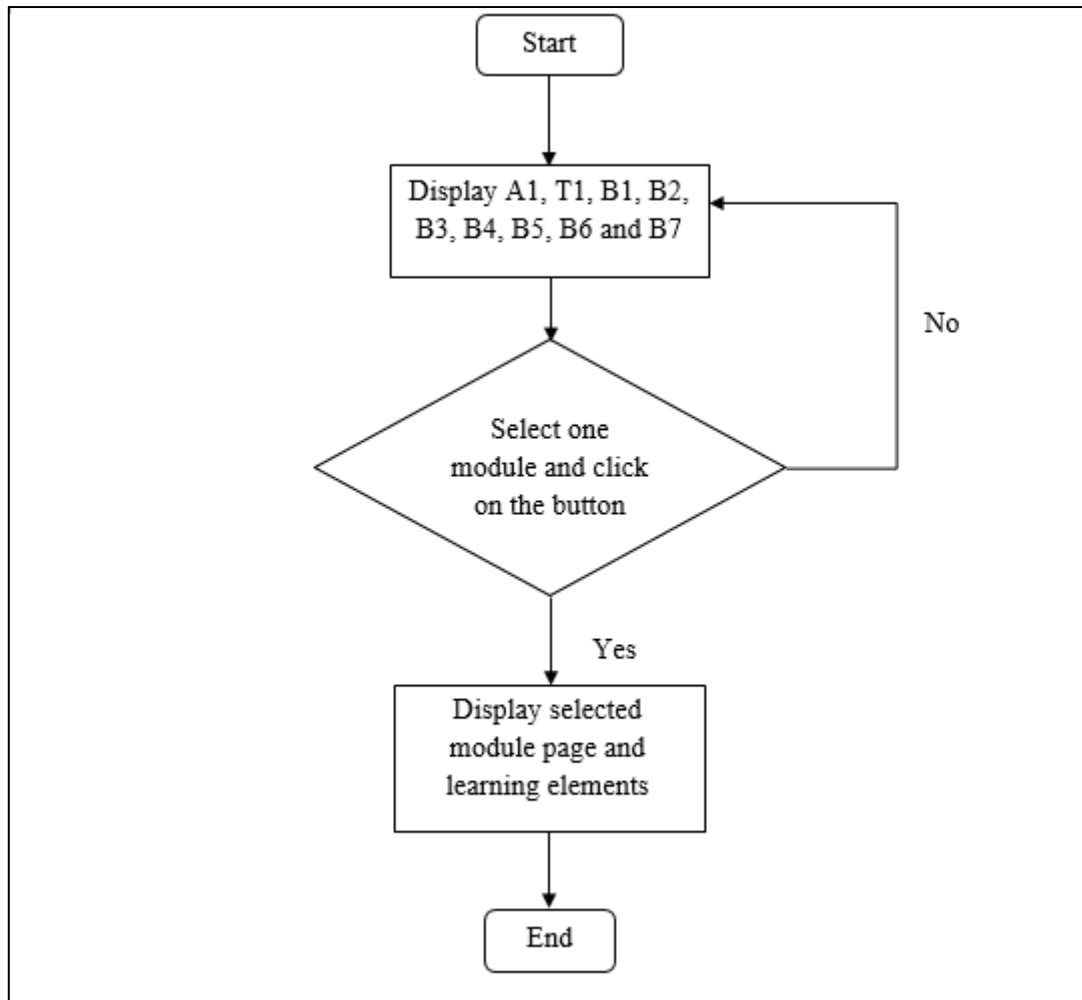 Start
Display A1, T1, B1, B2,
B3, B4, B5, B6 and B7
No
Select one
module and click
on the button
Yes
Display selected
module page and
learning elements
End